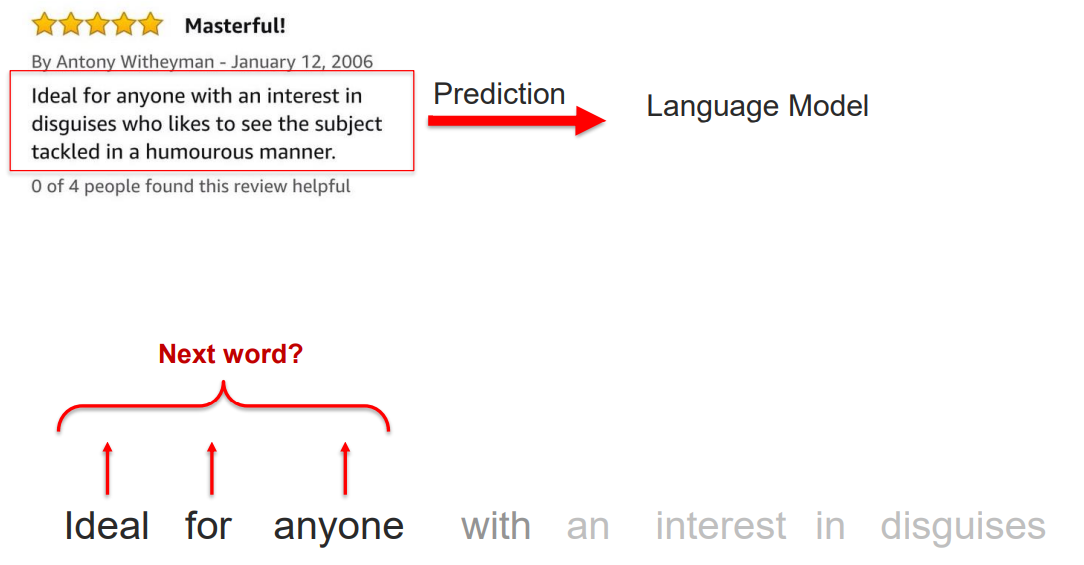 Masterful!
By Antony Witheyman - January 12, 2006
Ideal for anyone with an interest in
disguises who likes to see the subject
tackled in a humourous manner.
0 of 4 people found this review helpful
Prediction
Language Model
Next word?
Ideal for anyone with an interest in disguises